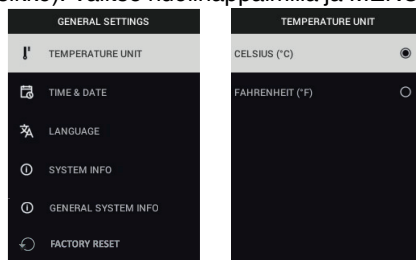 GENERAL SETTINGS
TEMPERATURE UNIT
TIME & DATE
LANGUAGE
SYSTEM INFO
GENERAL SYSTEM INFO
FACTORY RESET
TEMPERATURE UNIT
CELSIUS (°C)
FAHRENHEIT (°F)